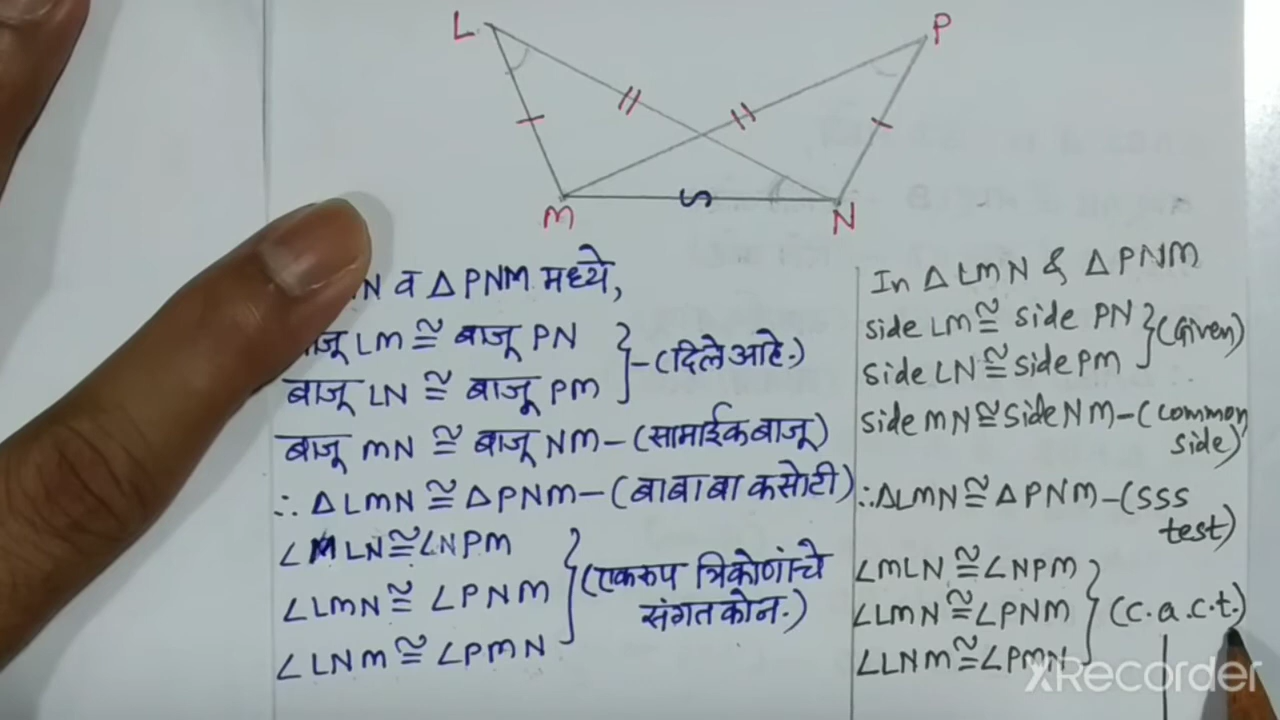 L
P
M
N
N व △ PNM मध्ये,
LM ≅ बाजू PN
बाजू LN ≅ बाजू PM } - (दिले आहे.)
बाजू MN ≅ बाजू NM - (सामाईक बाजू)
∴ △ LMN ≅ △ PNM - (बाबाबा कसोटी)
∠MLN ≅ ∠NPM
∠LMN ≅ ∠PNM } (एकरुप त्रिकोणांचे
संगतकोन.)
∠LNM ≅ ∠PMN
In △ LMN & △ PNM
side LM ≅ side PN } (Given)
side LN ≅ side PM
side MN ≅ side NM - (common
side)
∴ △LMN ≅ △ PNM - (SSS
test)
∠MLN ≅ ∠NPM
∠LMN ≅ ∠PNM } (c.a.c.t.)
∠LNM ≅ ∠PMN
XRecorder